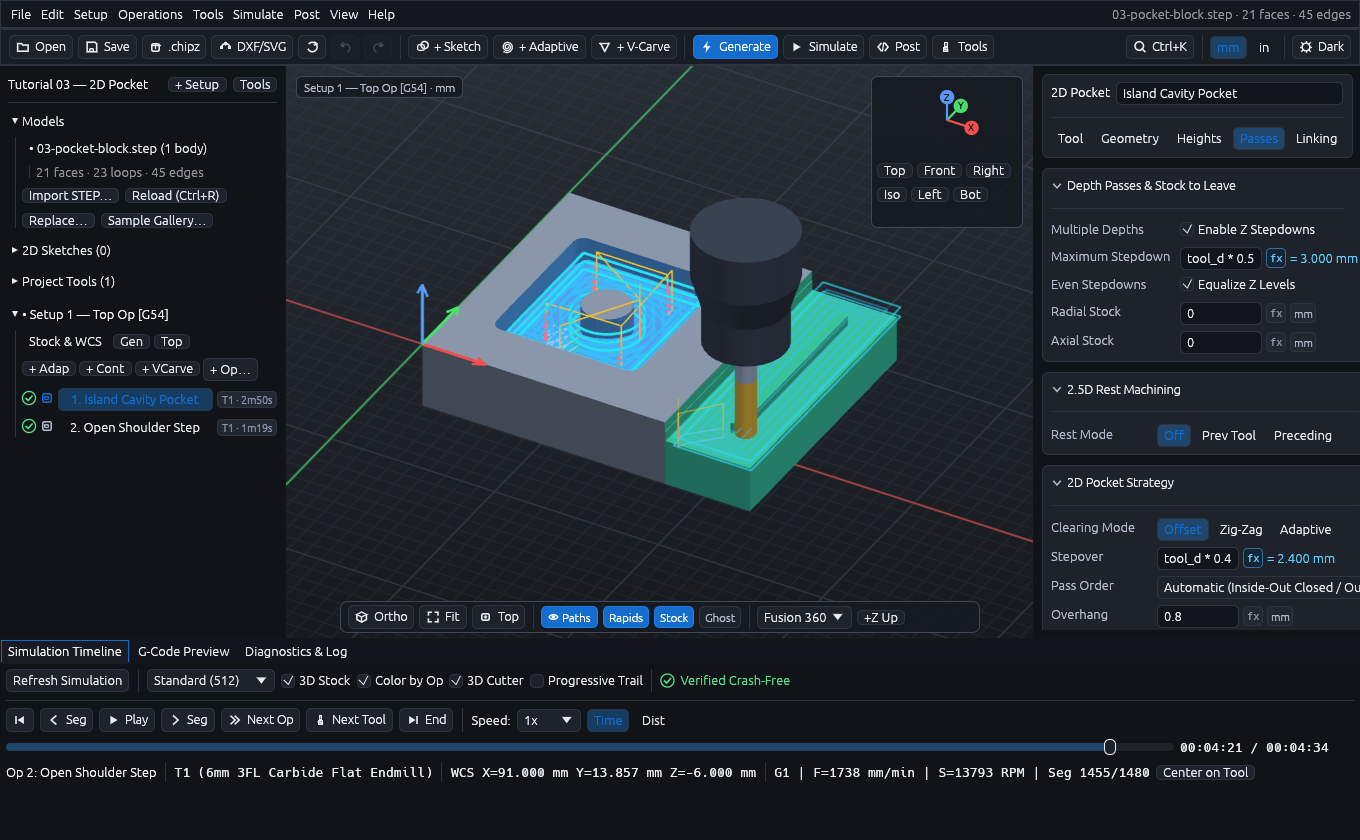 File Edit Setup Operations Tools Simulate Post View Help 03-pocket-block.step · 21 faces · 45 edges
Open Save .chipz DXF/SVG + Sketch + Adaptive + V-Carve Generate Simulate Post Tools Ctrl+K mm in Dark
Tutorial 03 — 2D Pocket + Setup Tools
Models
• 03-pocket-block.step (1 body)
21 faces · 23 loops · 45 edges
Import STEP... Reload (Ctrl+R)
Replace... Sample Gallery...
2D Sketches (0)
Project Tools (1)
• Setup 1 — Top Op [G54]
Stock & WCS Gen Top
+ Adap + Cont + VCarve + Op...
1. Island Cavity Pocket T1 · 2m50s
2. Open Shoulder Step T1 · 1m19s
Setup 1 — Top Op [G54] · mm
Z
Y
X
Top Front Right
Iso Left Bot
Ortho Fit Top Paths Rapids Stock Ghost Fusion 360 +Z Up
2D Pocket Island Cavity Pocket
Tool Geometry Heights Passes Linking
Depth Passes & Stock to Leave
Multiple Depths Enable Z Stepdowns
Maximum Stepdown tool_d * 0.5 fx = 3.000 mm
Even Stepdowns Equalize Z Levels
Radial Stock 0 fx mm
Axial Stock 0 fx mm
2.5D Rest Machining
Rest Mode Off Prev Tool Preceding
2D Pocket Strategy
Clearing Mode Offset Zig-Zag Adaptive
Stepover tool_d * 0.4 fx = 2.400 mm
Pass Order Automatic (Inside-Out Closed / Ou
Overhang 0.8 fx mm
Simulation Timeline G-Code Preview Diagnostics & Log
Refresh Simulation Standard (512) 3D Stock Color by Op 3D Cutter Progressive Trail Verified Crash-Free
Seg Play Seg Next Op Next Tool End Speed: 1x Time Dist
00:04:21 / 00:04:34
Op 2: Open Shoulder Step T1 (6mm 3FL Carbide Flat Endmill) WCS X=91.000 mm Y=13.857 mm Z=-6.000 mm G1 | F=1738 mm/min | S=13793 RPM | Seg 1455/1480 Center on Tool